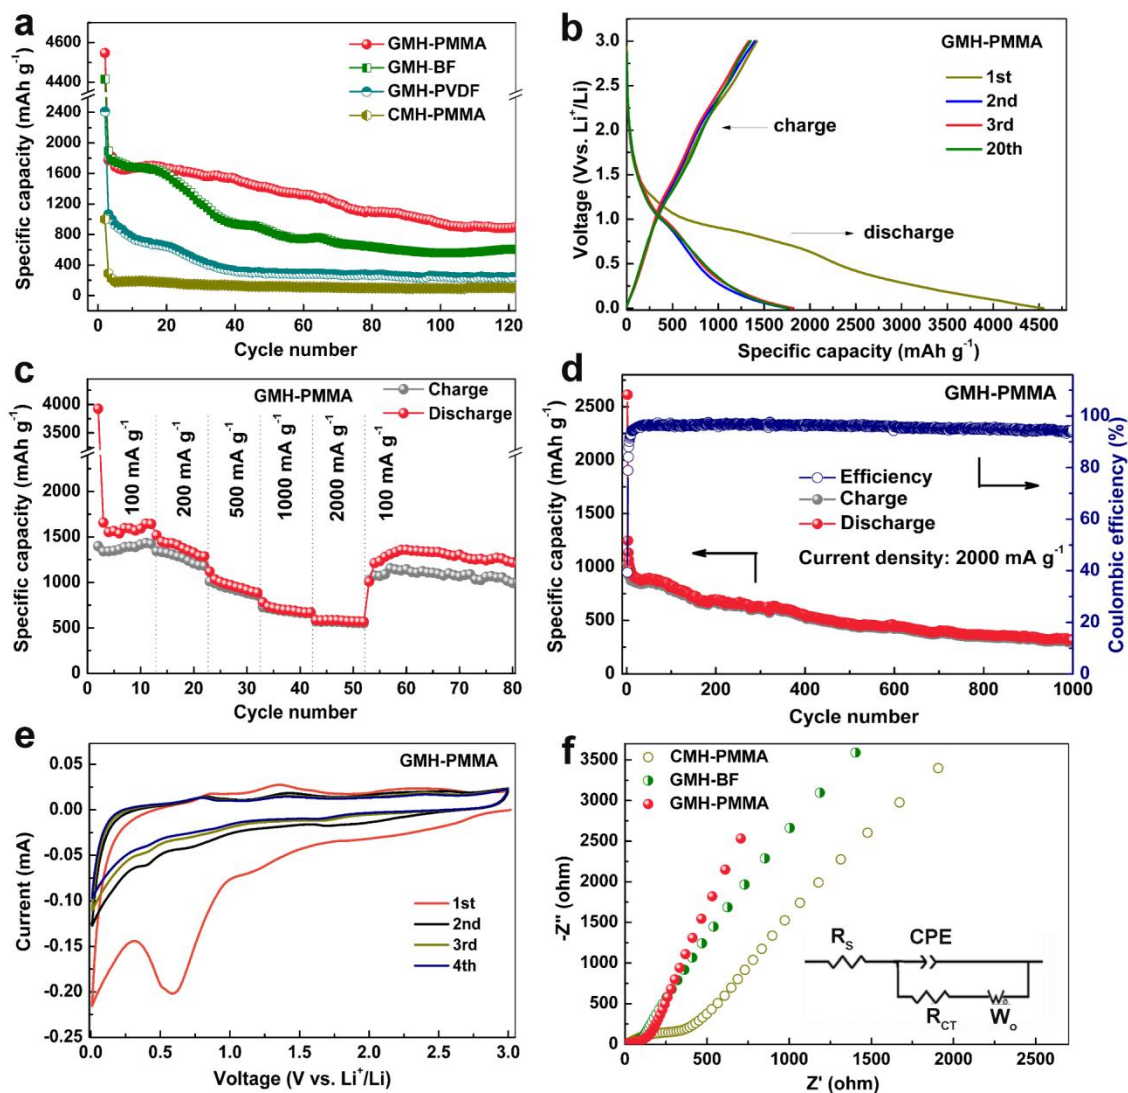 a
4600
4400
2400
2000
1600
1200
800
400
0
Specific capacity (mAh g⁻¹)
GMH-PMMA
GMH-BF
GMH-PVDF
CMH-PMMA
0 20 40 60 80 100 120
Cycle number
b
3.0
2.5
2.0
1.5
1.0
0.5
0.0
Voltage (Vvs. Li⁺/Li)
GMH-PMMA
1st
2nd
3rd
20th
charge
discharge
0 500 1000 1500 2000 2500 3000 3500 4000 4500
Specific capacity (mAh g⁻¹)
c
GMH-PMMA
Charge
Discharge
4000
3500
2000
1500
1000
500
0
Specific capacity (mAh g⁻¹)
100 mA g⁻¹
200 mA g⁻¹
500 mA g⁻¹
1000 mA g⁻¹
2000 mA g⁻¹
100 mA g⁻¹
0 10 20 30 40 50 60 70 80
Cycle number
d
GMH-PMMA
2500
2250
2000
1750
1500
1250
1000
750
500
250
0
Specific capacity (mAh g⁻¹)
Efficiency
Charge
Discharge
Current density: 2000 mA g⁻¹
100
80
60
40
20
0
Coulombic efficiency (%)
0 200 400 600 800 1000
Cycle number
e
GMH-PMMA
0.05
0.00
-0.05
-0.10
-0.15
-0.20
-0.25
Current (mA)
1st
2nd
3rd
4th
0.0 0.5 1.0 1.5 2.0 2.5 3.0
Voltage (V vs. Li⁺/Li)
f
CMH-PMMA
GMH-BF
GMH-PMMA
3500
3000
2500
2000
1500
1000
500
0
-Z'' (ohm)
R_S
CPE
R_CT
W_o
0 500 1000 1500 2000 2500
Z' (ohm)